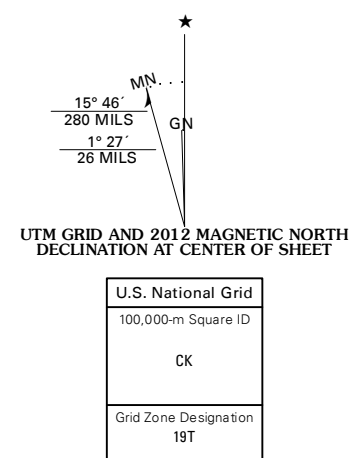 ★
MN
15° 46´
280 MILS
GN
1° 27´
26 MILS
UTM GRID AND 2012 MAGNETIC NORTH
DECLINATION AT CENTER OF SHEET
U.S. National Grid
100,000-m Square ID
CK
Grid Zone Designation
19T